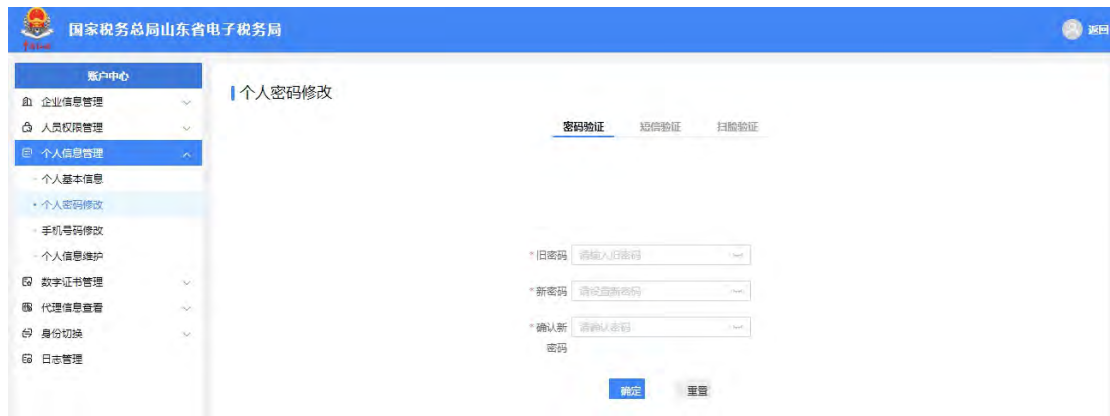 国家税务总局山东省电子税务局
返回
账户中心
企业信息管理
人员权限管理
个人信息管理
个人基本信息
个人密码修改
手机号码修改
个人信息维护
数字证书管理
代理信息查看
身份切换
日志管理
个人密码修改
密码验证 短信验证 扫脸验证
*旧密码 请输入旧密码
*新密码 请设置新密码
*确认新 请确认密码
密码
确定 重置